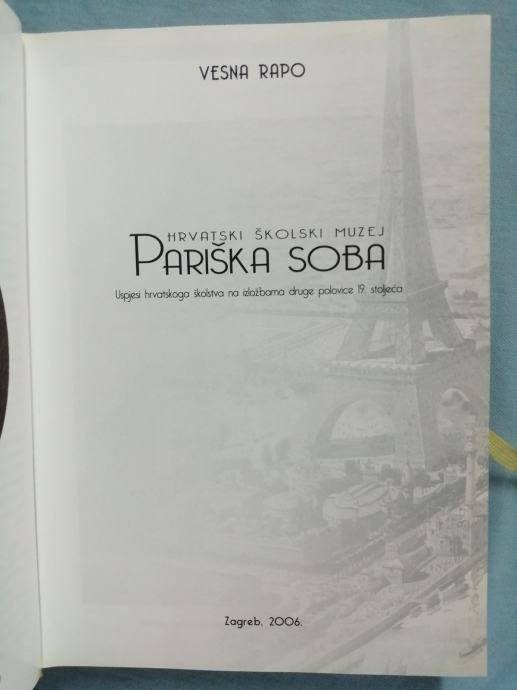 VESNA RAPO
HRVATSKI ŠKOLSKI MUZEJ
PARIŠKA SOBA
Uspjesi hrvatskoga školstva na izložbama druge polovice 19. stoljeća
Zagreb, 2006.